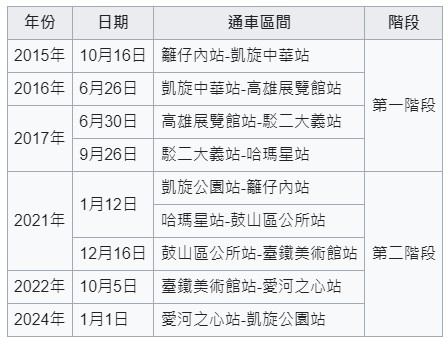 年份 日期 通車區間 階段
2015年 10月16日 籬仔內站-凱旋中華站
2016年 6月26日 凱旋中華站-高雄展覽館站
第一階段
2017年 6月30日 高雄展覽館站-駁二大義站
9月26日 駁二大義站-哈瑪星站
2021年 1月12日 凱旋公園站-籬仔內站
哈瑪星站-鼓山區公所站
12月16日 鼓山區公所站-臺鐵美術館站
第二階段
2022年 10月5日 臺鐵美術館站-愛河之心站
2024年 1月1日 愛河之心站-凱旋公園站